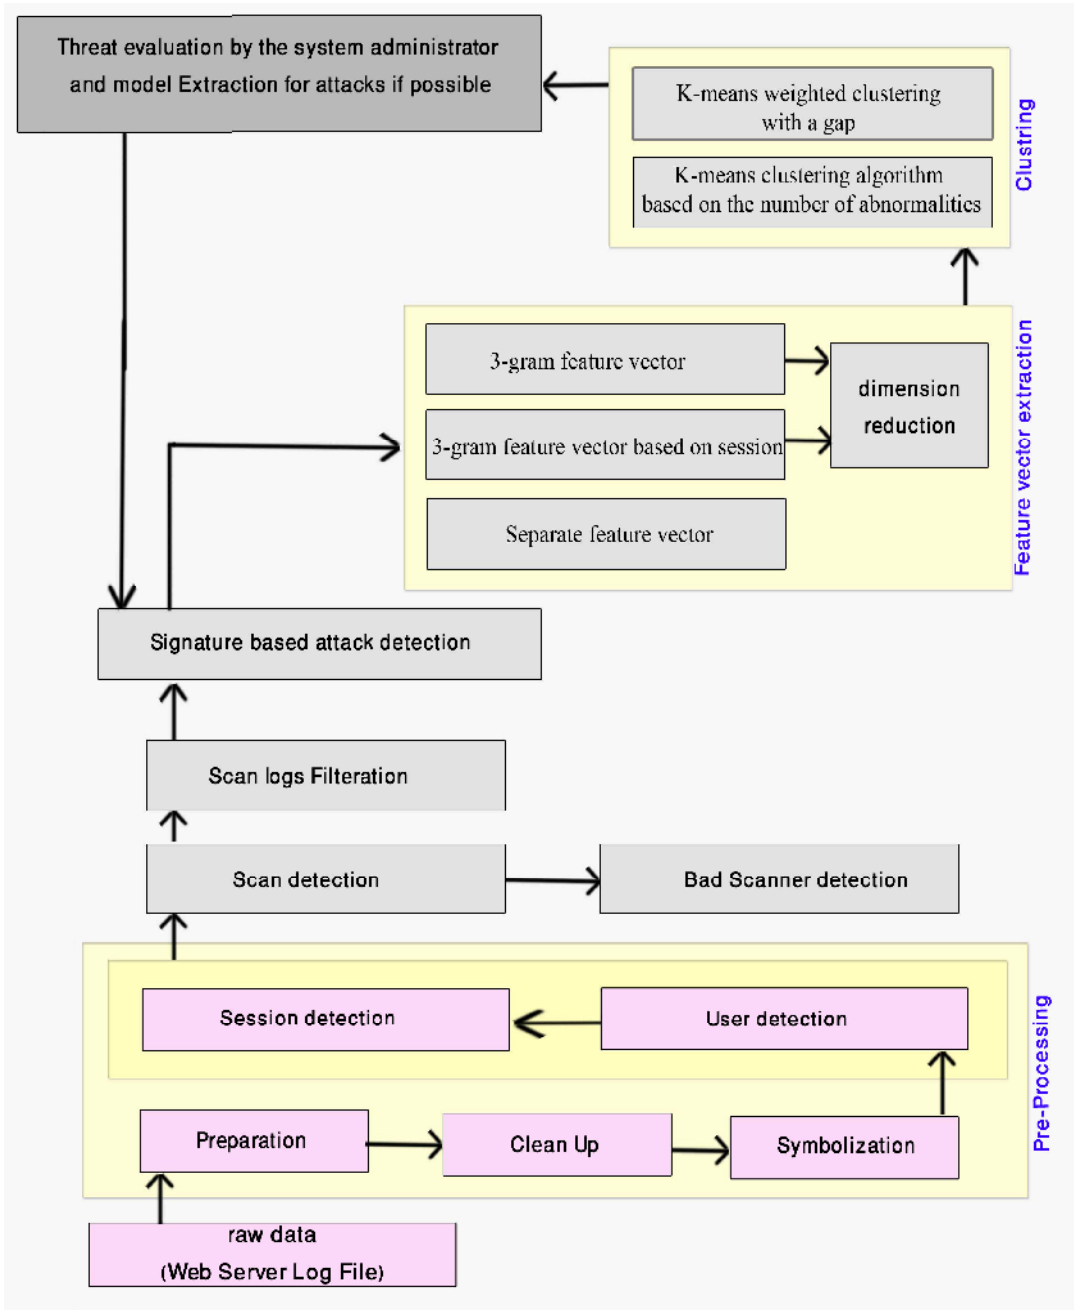 Threat evaluation by the system administrator
and model Extraction for attacks if possible
K-means weighted clustering
with a gap
K-means clustering algorithm
based on the number of abnormalities
Clustring
3-gram feature vector
3-gram feature vector based on session
Separate feature vector
dimension
reduction
Feature vector extraction
Signature based attack detection
Scan logs Filteration
Scan detection
Bad Scanner detection
Session detection
User detection
Preparation
Clean Up
Symbolization
Pre-Processing
raw data
(Web Server Log File)